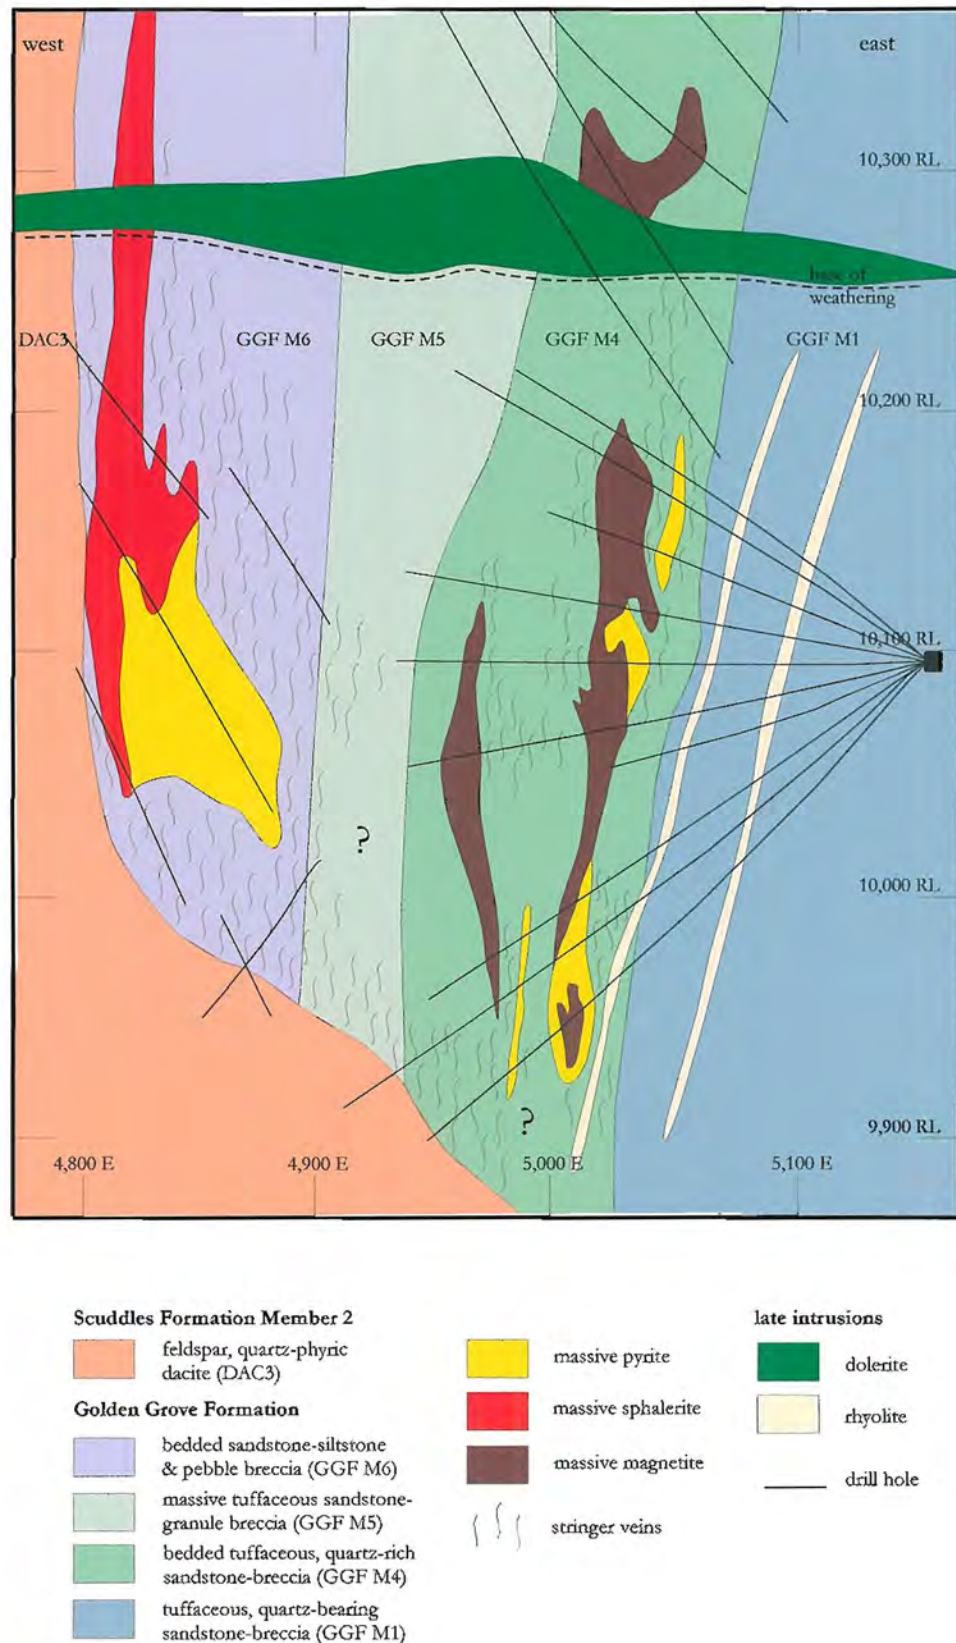 west
east
10,300 RL
base of
weathering
DAC3
GGF M6
GGF M5
GGF M4
GGF M1
10,200 RL
10,100 RL
?
10,000 RL
?
9,900 RL
4,800 E
4,900 E
5,000 E
5,100 E
Scuddles Formation Member 2
feldspar, quartz-phyric
dacite (DAC3)
Golden Grove Formation
bedded sandstone-siltstone
& pebble breccia (GGF M6)
massive tuffaceous sandstone-
granule breccia (GGF M5)
bedded tuffaceous, quartz-rich
sandstone-breccia (GGF M4)
tuffaceous, quartz-bearing
sandstone-breccia (GGF M1)
massive pyrite
massive sphalerite
massive magnetite
stringer veins
late intrusions
dolerite
rhyolite
drill hole